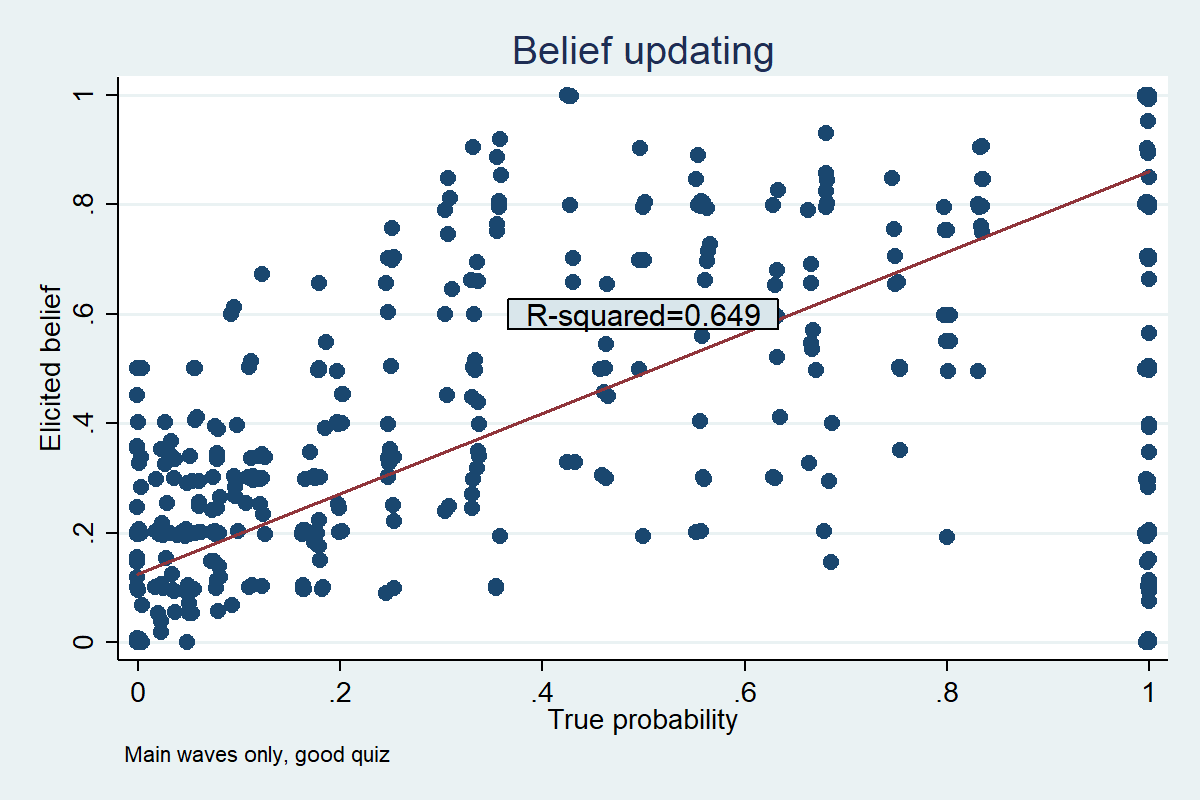 Belief updating
Elicited belief
1
.8
.6
.4
.2
0
R-squared=0.649
0 .2 .4 .6 .8 1
True probability
Main waves only, good quiz